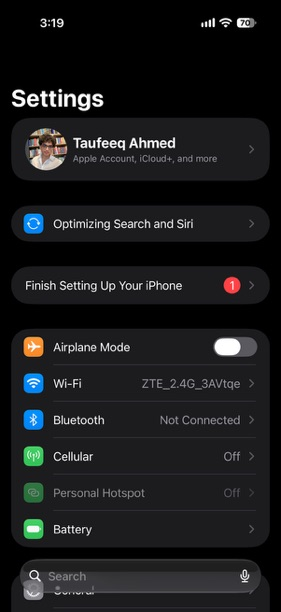 3:19
70
Settings
Taufeeq Ahmed
Apple Account, iCloud+, and more
Optimizing Search and Siri
Finish Setting Up Your iPhone 1
Airplane Mode
Wi-Fi ZTE_2.4G_3AVtqe
Bluetooth Not Connected
Cellular Off
Personal Hotspot Off
Battery
Search
General